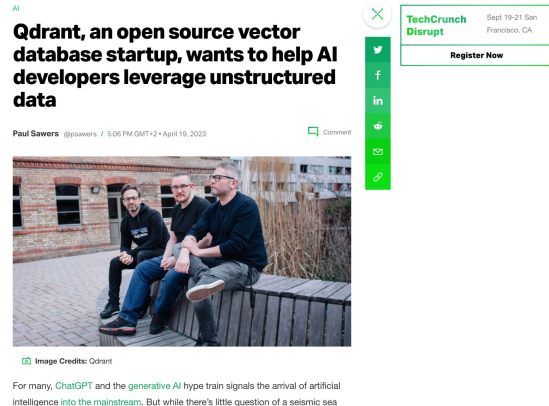 AI
Qdrant, an open source vector
database startup, wants to help AI
developers leverage unstructured
data
Paul Sawers @psawers / 5:06 PM GMT+2 • April 19, 2023
Comment
Image Credits: Qdrant
For many, ChatGPT and the generative AI hype train signals the arrival of artificial
intelligence into the mainstream. But while there's little question of a seismic sea
TechCrunch
Disrupt
Sept 19-21 San
Francisco, CA
Register Now